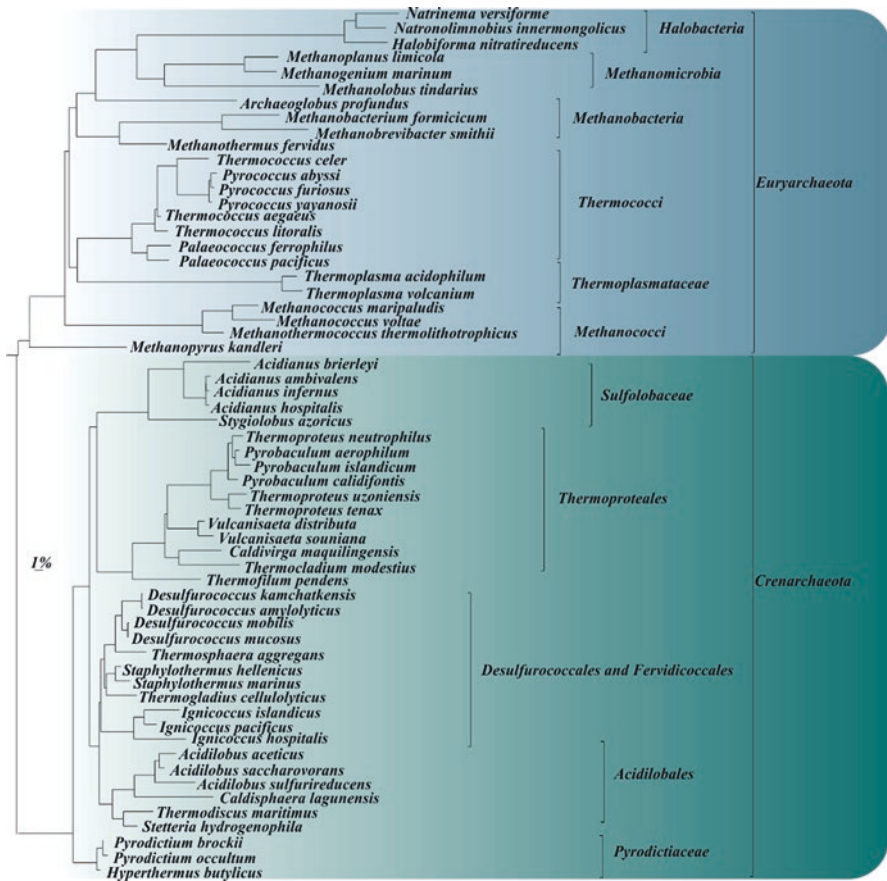 Natrinema versiforme
Natronolimnobius innermongolicus
Halobacteria
Halobiforma nitratireducens
Methanoplanus limicola
Methanogenium marinum
Methanomicrobia
Methanolobus tindarius
Archaeoglobus profundus
Methanobacterium formicicum
Methanobacteria
Methanobrevibacter smithii
Methanothermus fervidus
Thermococcus celer
Pyrococcus abyssi
Euryarchaeota
Pyrococcus furiosus
Thermococci
Pyrococcus yayanosii
Thermococcus aegaeus
Thermococcus litoralis
Palaeococcus ferrophilus
Palaeococcus pacificus
Thermoplasma acidophilum
Thermoplasmataceae
Thermoplasma volcanium
Methanococcus maripaludis
Methanococcus voltae
Methanococci
Methanothermococcus thermolithotrophicus
Methanopyrus kandleri
Acidianus brierleyi
Acidianus ambivalens
Acidianus infernus
Sulfolobaceae
Acidianus hospitalis
Stygiolobus azoricus
Thermoproteus neutrophilus
Pyrobaculum aerophilum
Pyrobaculum islandicum
Pyrobaculum calidifontis
Thermoproteus uzoniensis
Thermoproteales
Thermoproteus tenax
Vulcanisaeta distributa
Vulcanisaeta souniana
Caldivirga maquilingensis
1%
Thermocladium modestius
Thermofilum pendens
Crenarchaeota
Desulfurococcus kamchatkensis
Desulfurococcus amylolyticus
Desulfurococcus mobilis
Desulfurococcus mucosus
Thermosphaera aggregans
Staphylothermus hellenicus
Desulfurococcales and Fervidicoccales
Staphylothermus marinus
Thermogladius cellulolyticus
Ignicoccus islandicus
Ignicoccus pacificus
Ignicoccus hospitalis
Acidilobus aceticus
Acidilobus saccharovorans
Acidilobales
Acidilobus sulfurireducens
Caldisphaera lagunensis
Thermodiscus maritimus
Stetteria hydrogenophila
Pyrodictium brockii
Pyrodictium occultum
Pyrodictiaceae
Hyperthermus butylicus